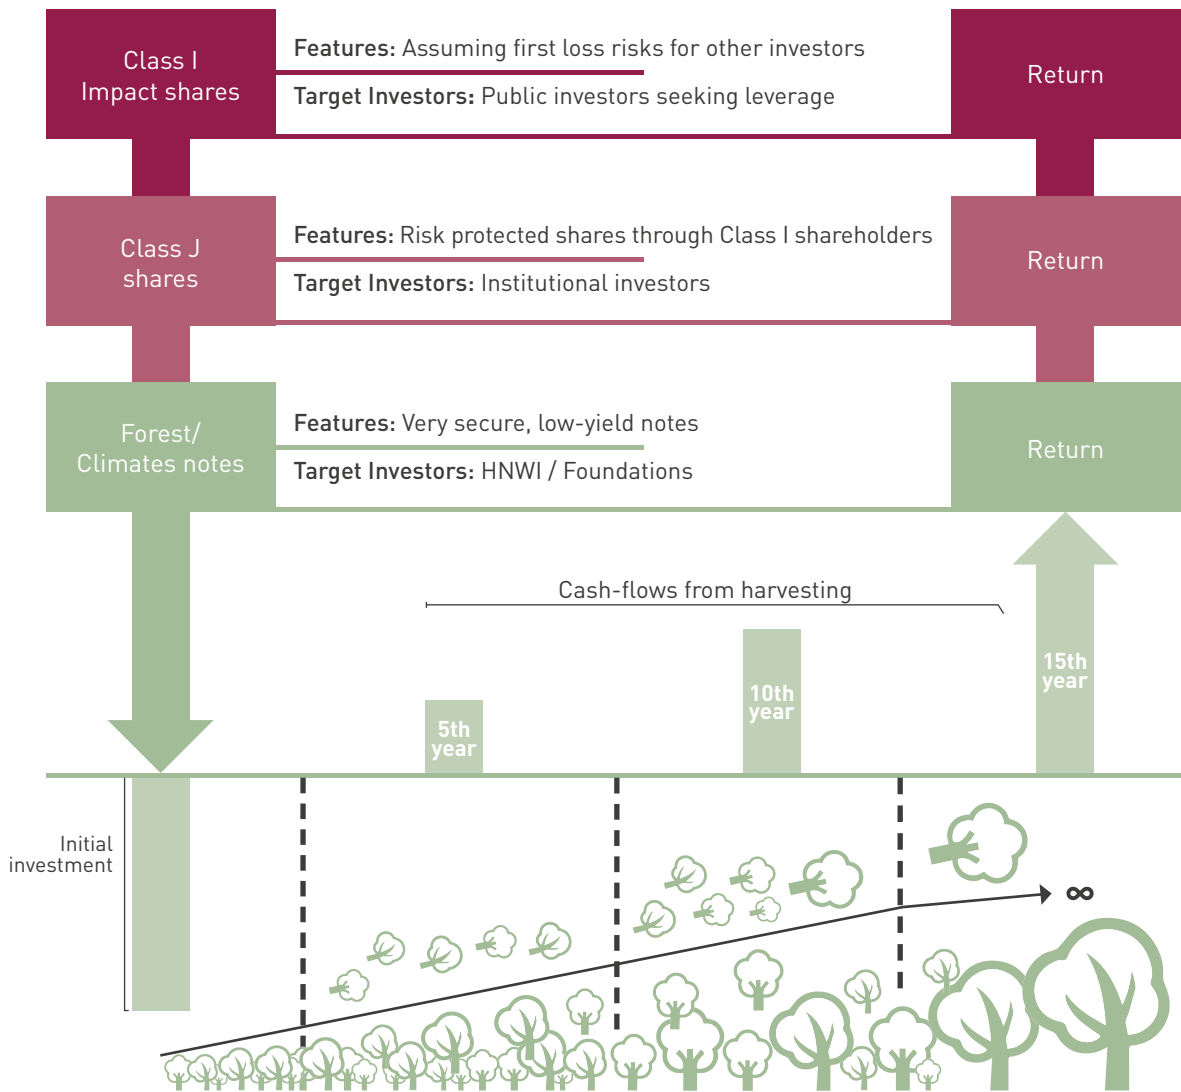 Class I
Impact shares
Features: Assuming first loss risks for other investors
Target Investors: Public investors seeking leverage
Return
Class J
shares
Features: Risk protected shares through Class I shareholders
Target Investors: Institutional investors
Return
Forest/
Climates notes
Features: Very secure, low-yield notes
Target Investors: HNWI / Foundations
Return
Cash-flows from harvesting
5th
year
10th
year
15th
year
Initial
investment
∞